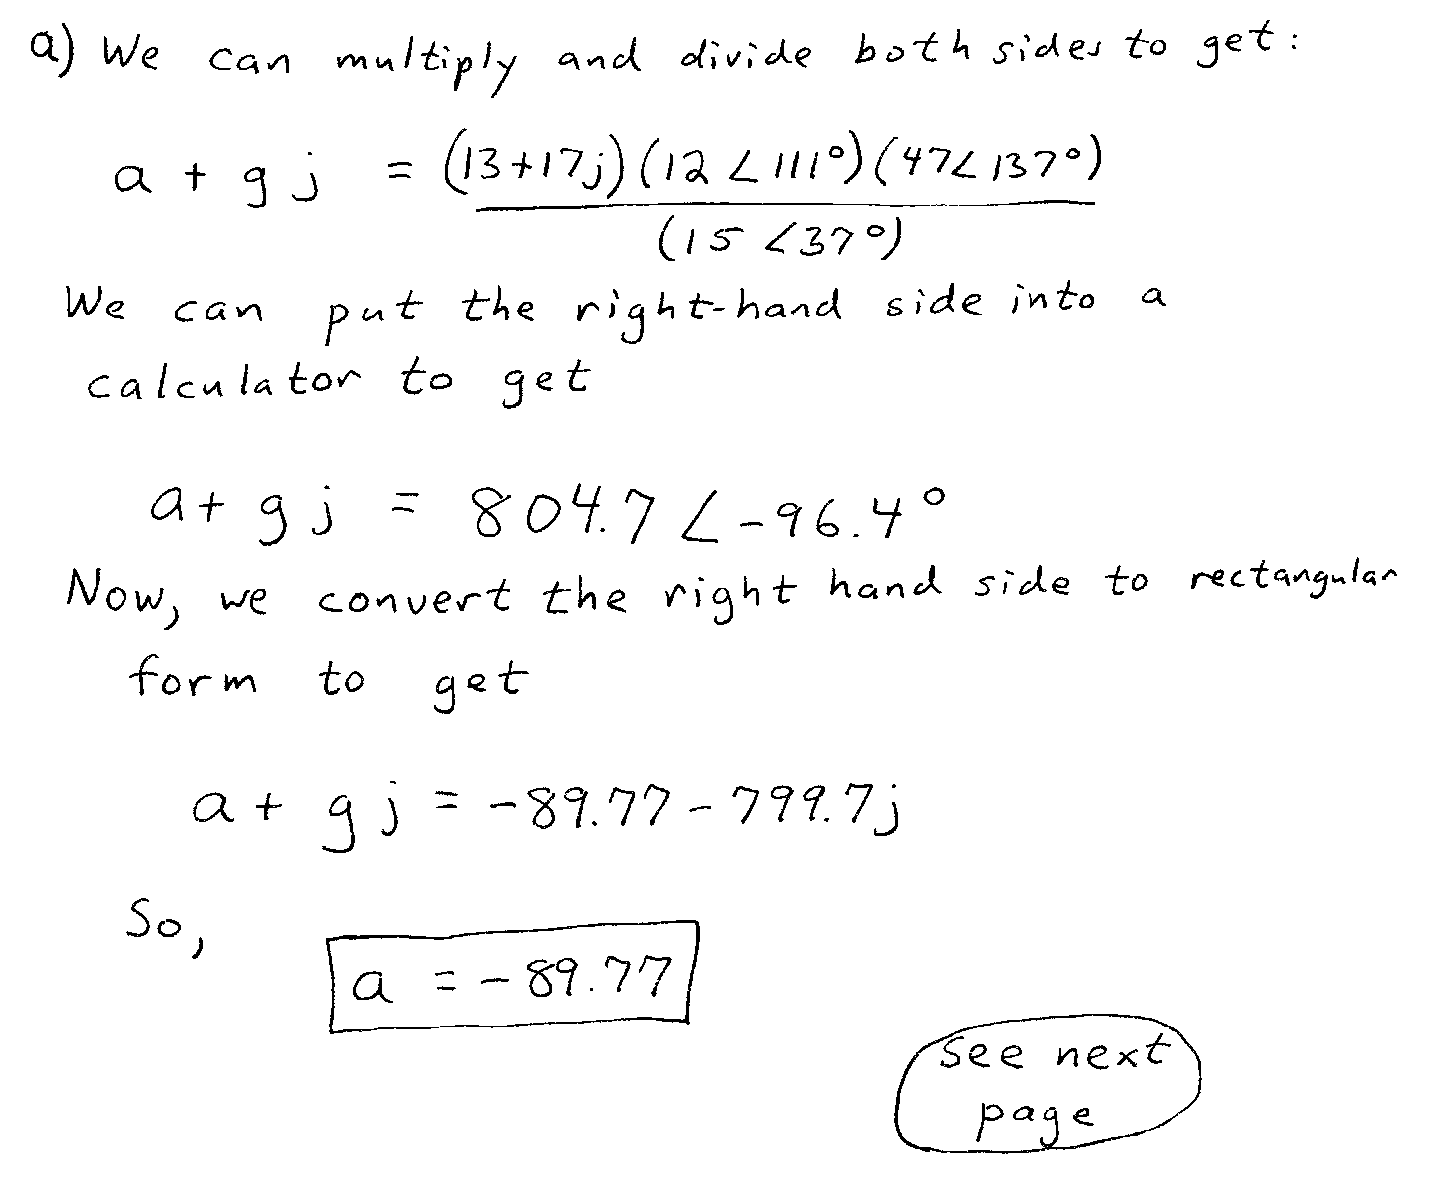 a) We can multiply and divide both sides to get:
a + gj = (13+17j)(12∠111°)(47∠137°)
(15∠37°)
We can put the right-hand side into a
calculator to get
a+gj = 804.7∠-96.4°
Now, we convert the right hand side to rectangular
form to get
a+gj = -89.77-799.7j
So,
a = -89.77
see next
page